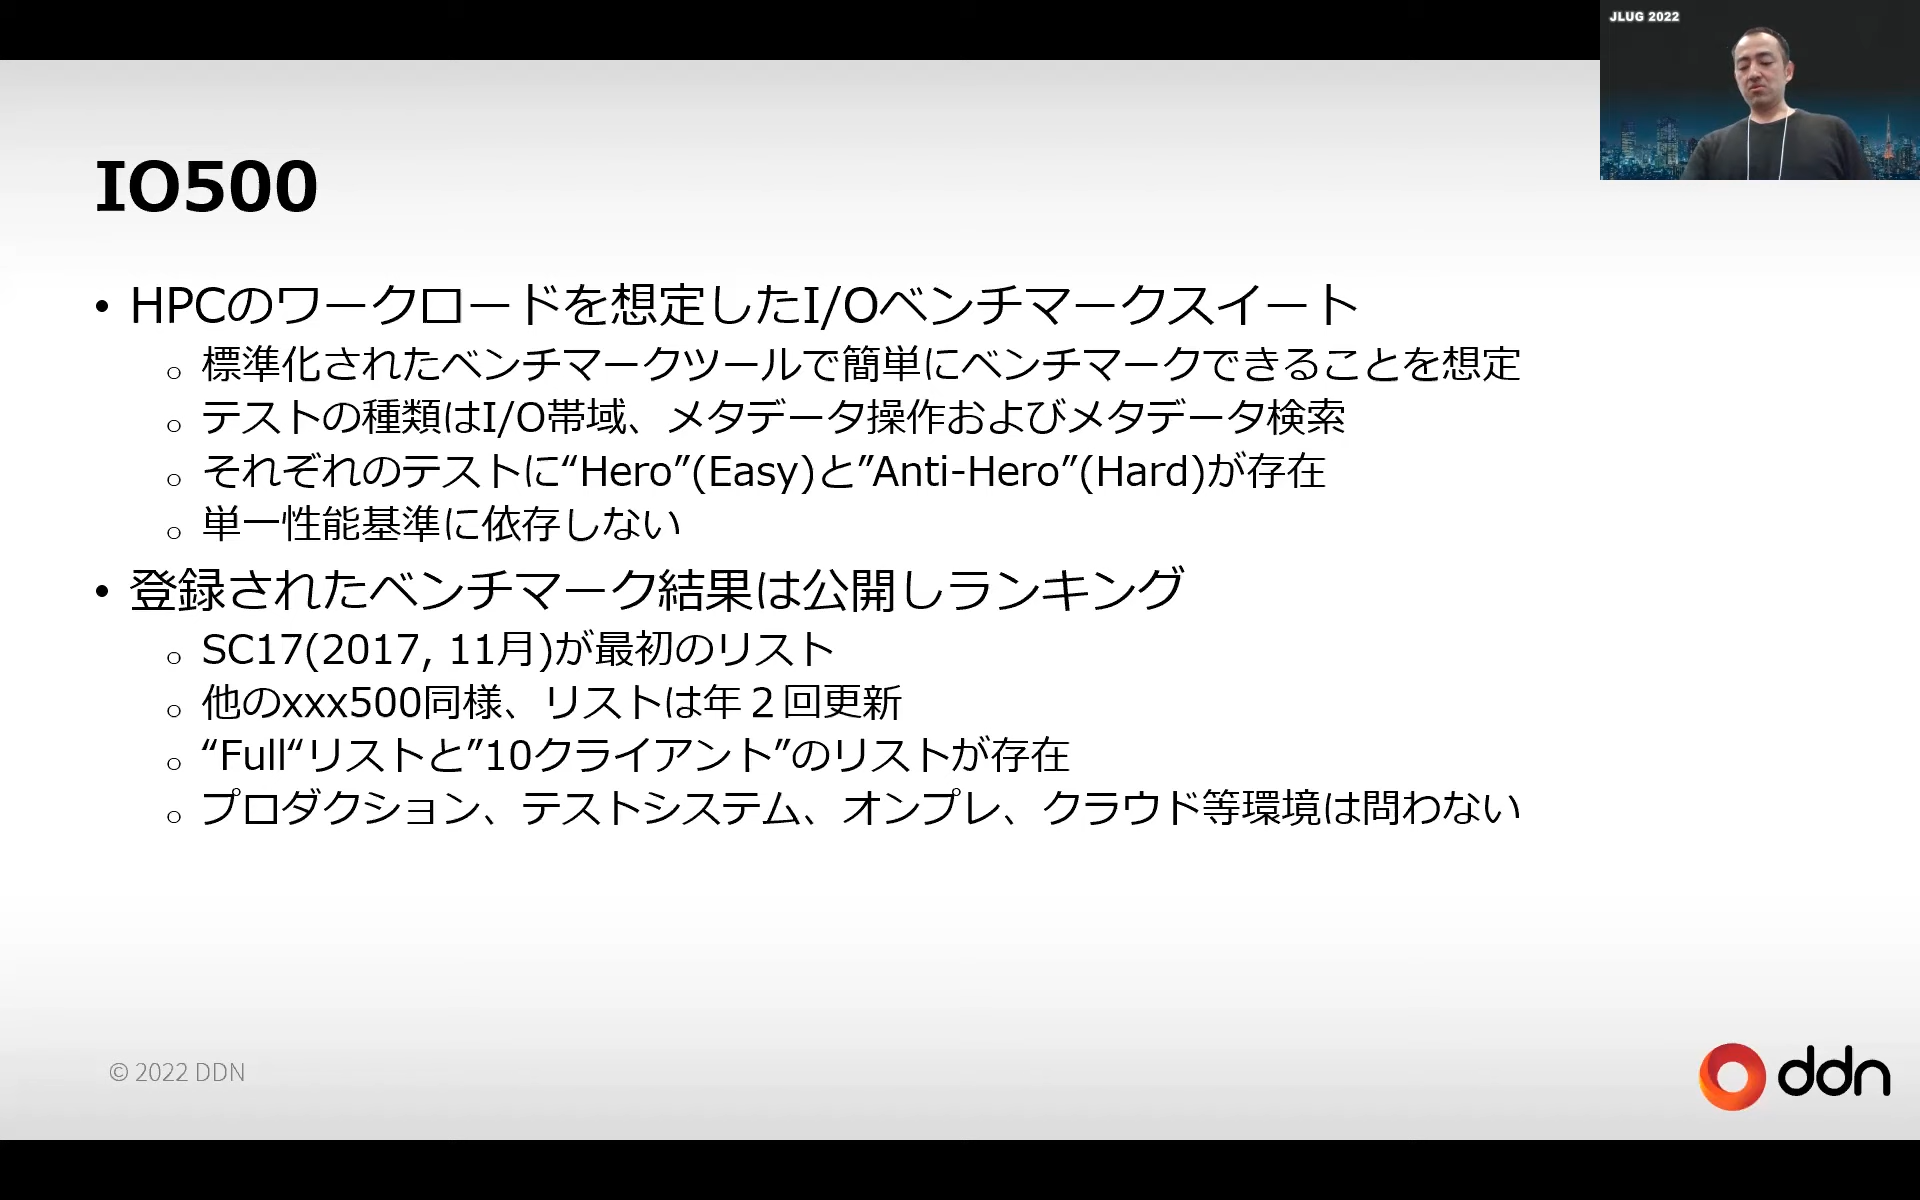 JLUG 2022
IO500
• HPCのワークロードを想定したI/Oベンチマークスイート
○ 標準化されたベンチマークツールで簡単にベンチマークできることを想定
○ テストの種類はI/O帯域、メタデータ操作およびメタデータ検索
○ それぞれのテストに“Hero”(Easy)と”Anti-Hero”(Hard)が存在
○ 単一性能基準に依存しない
• 登録されたベンチマーク結果は公開しランキング
○ SC17(2017, 11月)が最初のリスト
○ 他のxxx500同様、リストは年２回更新
○ “Full“リストと”10クライアント”のリストが存在
○ プロダクション、テストシステム、オンプレ、クラウド等環境は問わない
© 2022 DDN
ddn